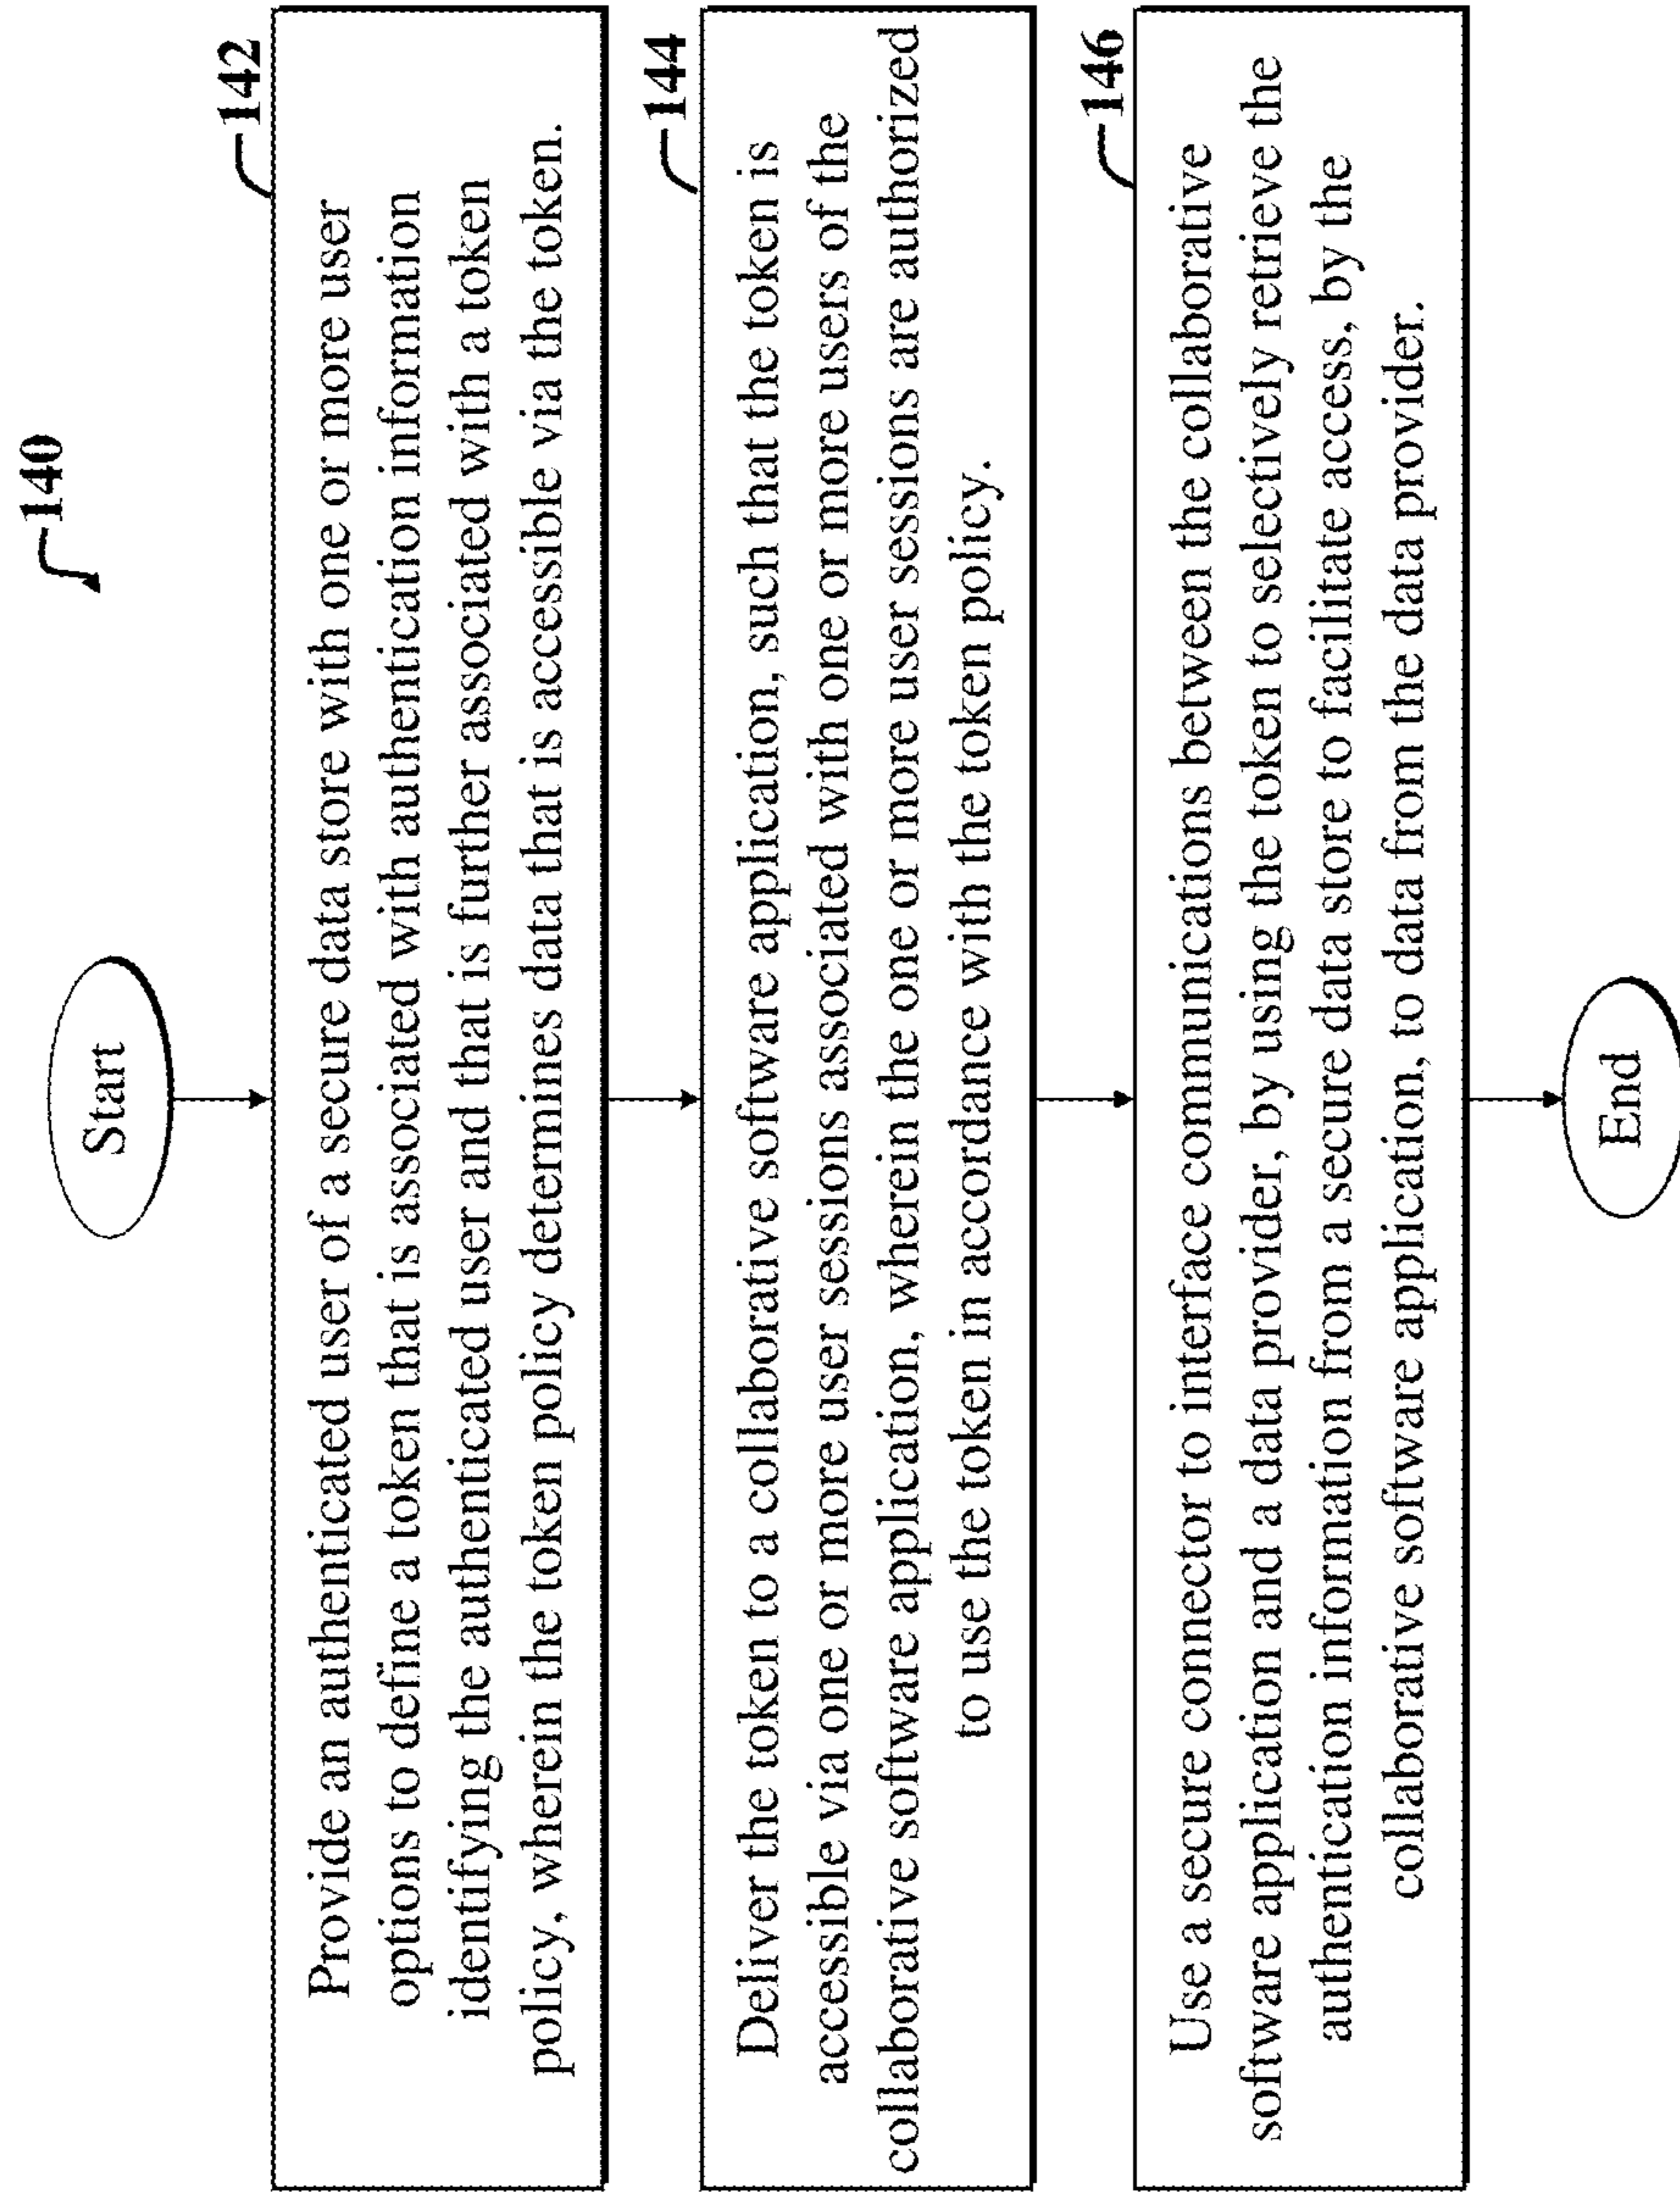 140
Start
142
Provide an authenticated user of a secure data store with one or more user
options to define a token that is associated with authentication information
identifying the authenticated user and that is further associated with a token
policy, wherein the token policy determines data that is accessible via the token.
144
Deliver the token to a collaborative software application, such that the token is
accessible via one or more user sessions associated with one or more users of the
collaborative software application, wherein the one or more user sessions are authorized
to use the token in accordance with the token policy.
146
Use a secure connector to interface communications between the collaborative
software application and a data provider, by using the token to selectively retrieve the
authentication information from a secure data store to facilitate access, by the
collaborative software application, to data from the data provider.
End